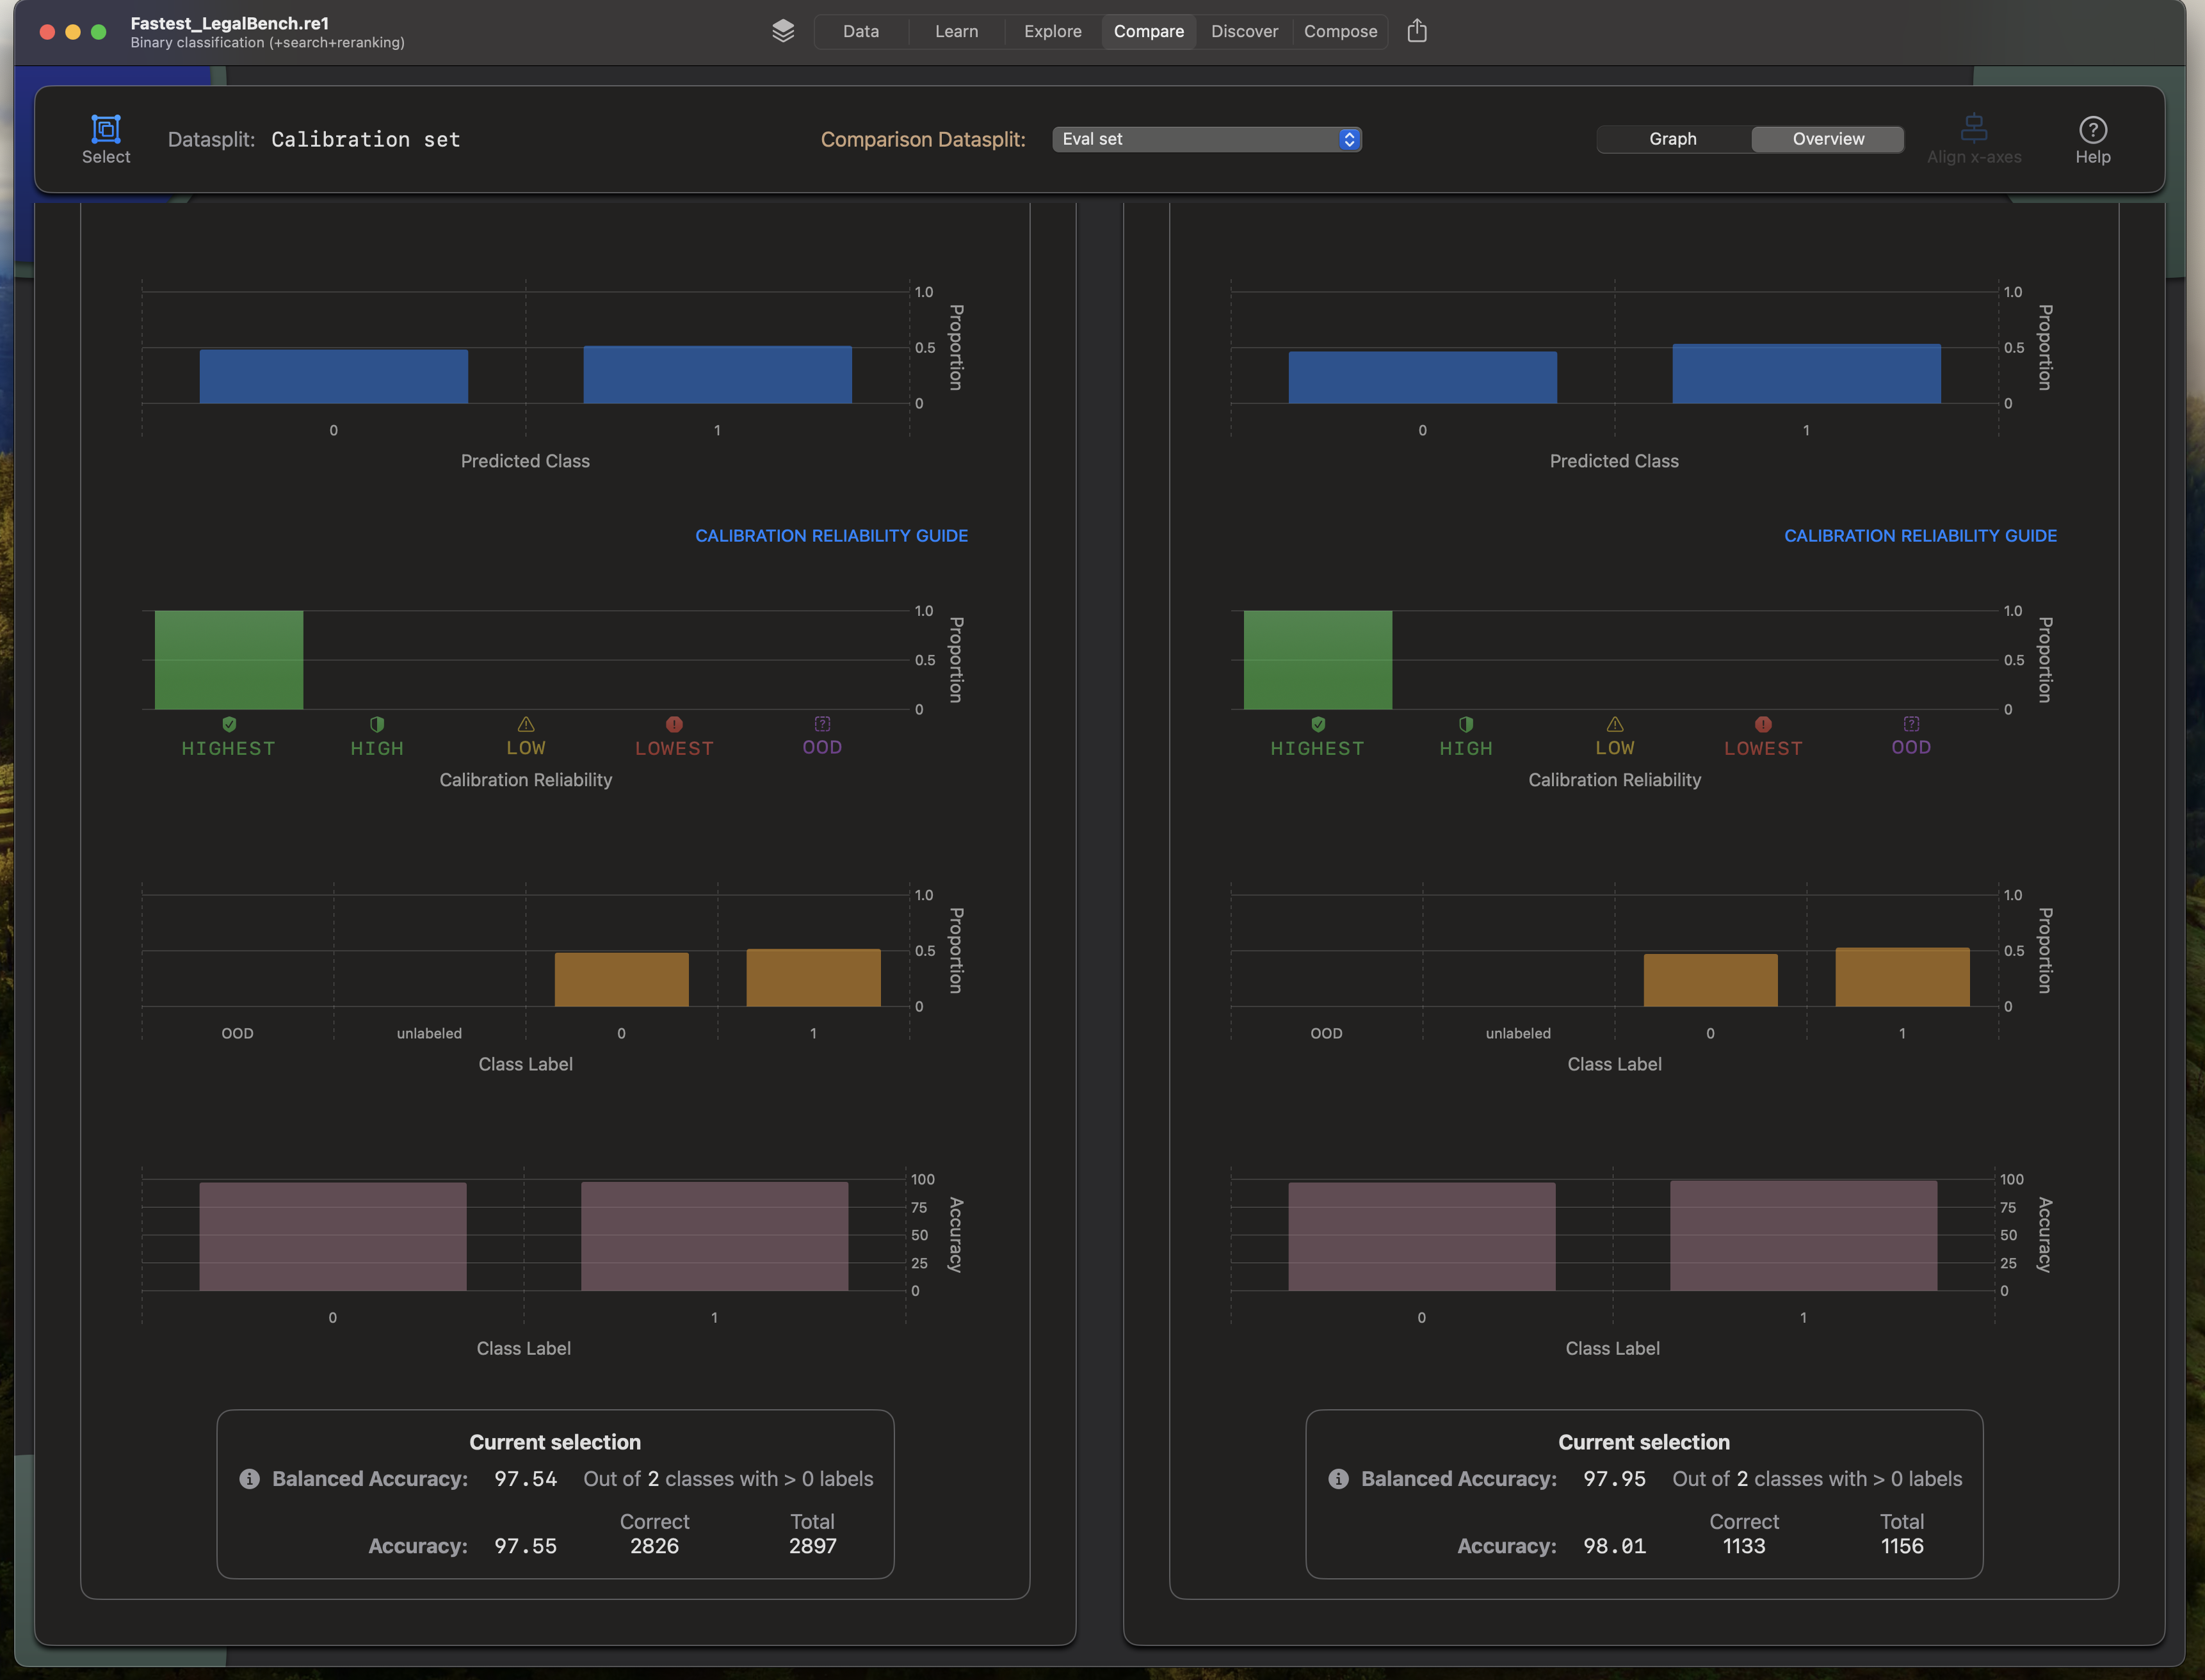 Fastest_LegalBench.re1
Binary classification (+search+reranking)
Data Learn Explore Compare Discover Compose
Select
Datasplit: Calibration set
Comparison Datasplit: Eval set
Graph Overview
Align x-axes
Help
1.0
0.5
0
Proportion
0 1
Predicted Class
CALIBRATION RELIABILITY GUIDE
1.0
0.5
0
Proportion
HIGHEST HIGH LOW LOWEST OOD
Calibration Reliability
1.0
0.5
0
Proportion
OOD unlabeled 0 1
Class Label
100
75
50
25
0
Accuracy
0 1
Class Label
Current selection
Balanced Accuracy: 97.54 Out of 2 classes with > 0 labels
Correct Total
Accuracy: 97.55 2826 2897
1.0
0.5
0
Proportion
0 1
Predicted Class
CALIBRATION RELIABILITY GUIDE
1.0
0.5
0
Proportion
HIGHEST HIGH LOW LOWEST OOD
Calibration Reliability
1.0
0.5
0
Proportion
OOD unlabeled 0 1
Class Label
100
75
50
25
0
Accuracy
0 1
Class Label
Current selection
Balanced Accuracy: 97.95 Out of 2 classes with > 0 labels
Correct Total
Accuracy: 98.01 1133 1156